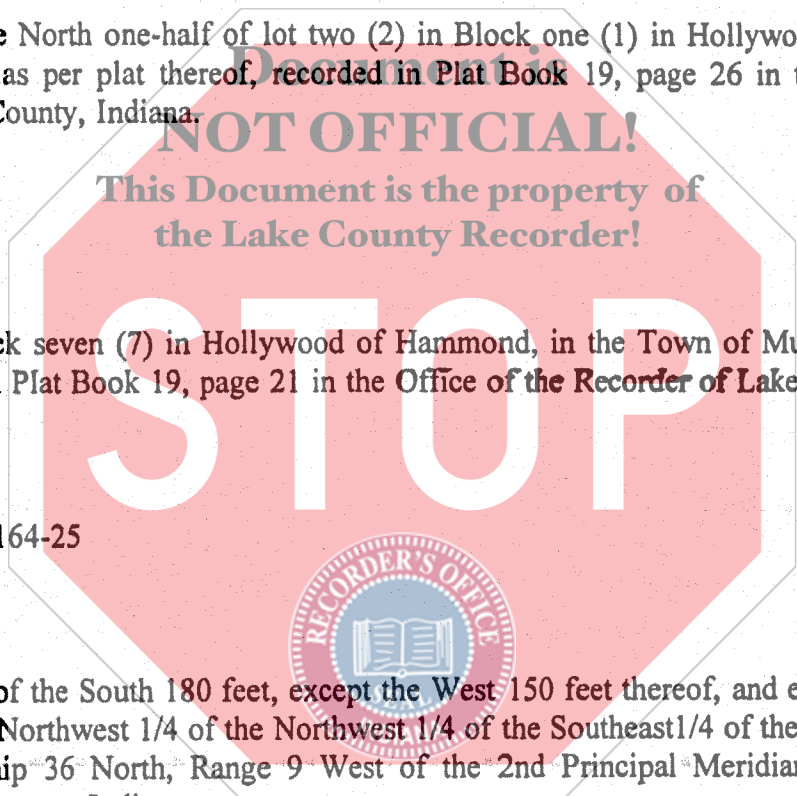 North one-half of lot two (2) in Block one (1) in
Document is
as per plat thereof, recorded in Plat Book 19, page 26 in
County, Indiana.
NOT OFFICIAL!
This Document is the property of
the Lake County Recorder!
STOP
seven (7) in Hollywood of Hammond, in the Town of
Plat Book 19, page 21 in the Office of the Recorder of Lake
164-25
RECORDER'S OFFICE
of the South 180 feet, except the West 150 feet thereof, and
Northwest 1/4 of the Northwest 1/4 of the Southeast1/4 of the
36 North, Range 9 West of the 2nd Principal Meridian